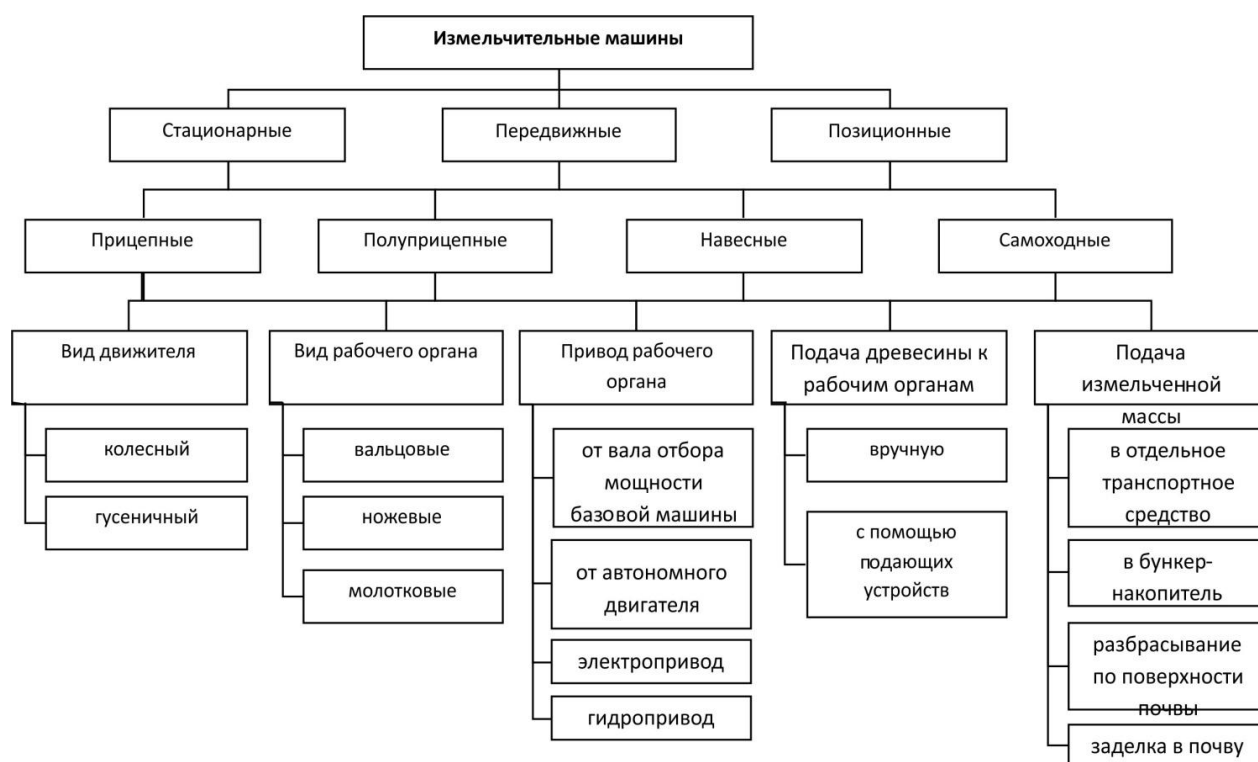 Измельчительные машины
Стационарные
Передвижные
Позиционные
Прицепные
Полуприцепные
Навесные
Самоходные
Вид движителя
колесный
гусеничный
Вид рабочего органа
вальцовые
ножевые
молотковые
Привод рабочего
органа
от вала отбора
мощности
базовой машины
от автономного
двигателя
электропривод
гидропривод
Подача древесины к
рабочим органам
вручную
с помощью
подающих
устройств
Подача
измельченной
массы
в отдельное
транспортное
средство
в бункер-
накопитель
разбрасывание
по поверхности
почвы
заделка в почву